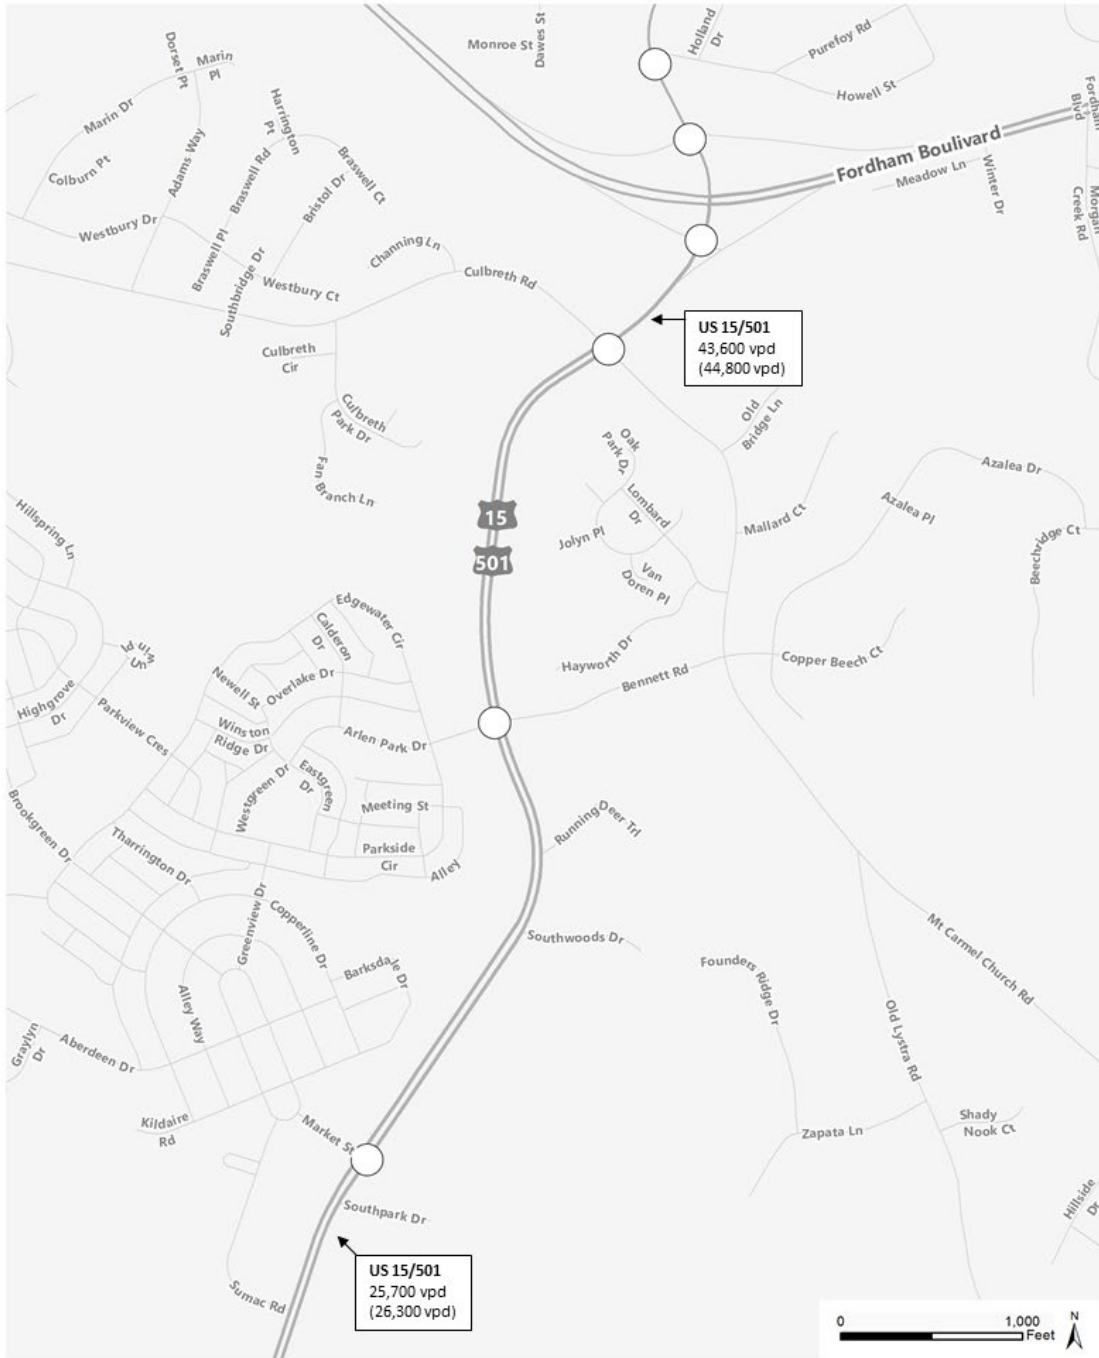 Monroe St
Dawes St
Holland
Dr
Purefoy Rd
Howell St
Dorset Pt
Marin
Pl
Marin Dr
Colburn Pt
Adams Way
Harrington
Pt
Braswell Rd
Braswell Ct
Bristol Dr
Westbury Dr
Braswell Pl
Southbridge Dr
Westbury Ct
Channing Ln
Culbreth Rd
Fordham Boulivard
Fordham
Blvd
Meadow Ln
Winter Dr
Morgan
Creek Rd
US 15/501
43,600 vpd
(44,800 vpd)
Culbreth
Cir
Culbreth
Park Dr
Fan Branch Ln
Old
Bridge Ln
Oak
Park Dr
Lombard
Dr
Jolyn Pl
Van
Doren Pl
Mallard Ct
Azalea Dr
Azalea Pl
Beechridge Ct
15
501
Hillspring Ln
Edgewater Cir
Calderon
Dr
Newell St
Overlake Dr
Winston
Ridge Dr
Arlen Park Dr
Hayworth Dr
Bennett Rd
Copper Beech Ct
Win
Pl
Highgrove
Dr
Parkview Cres
Westgreen Dr
Eastgreen
Dr
Meeting St
Parkside
Cir
Alley
Running Deer Trl
Brookgreen Dr
Tharrington Dr
Greenview Dr
Copperline Dr
Barksdale Dr
Southwoods Dr
Founders
Ridge Dr
Mt Carmel Church Rd
Old Lystra Rd
Alley Way
Graylyn
Dr
Aberdeen Dr
Kildaire
Rd
Market St
Zapata Ln
Shady
Nook Ct
Southpark Dr
Hillside
Dr
Sumac Rd
US 15/501
25,700 vpd
(26,300 vpd)
0
1,000
Feet
N